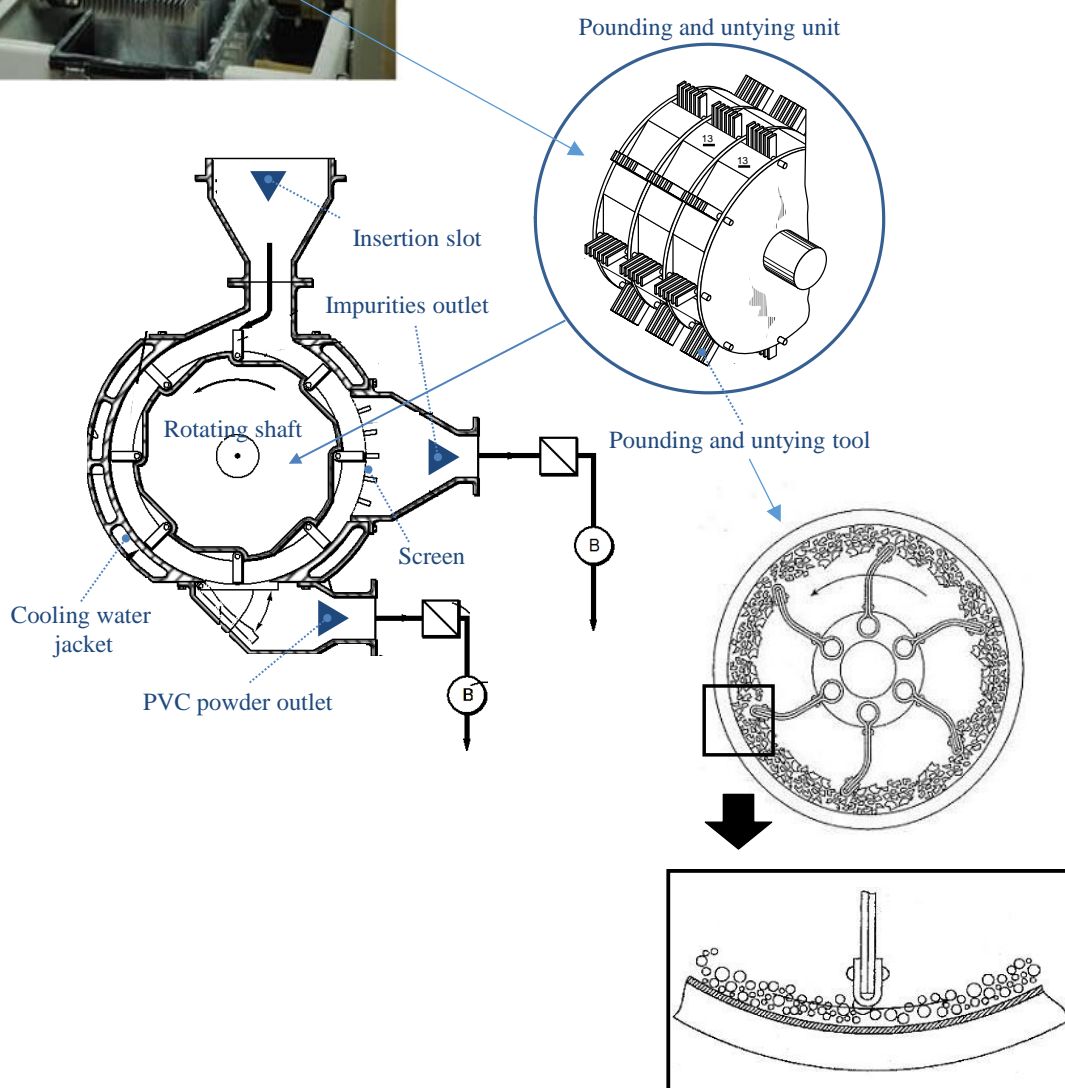 Pounding and untying unit
13
13
Insertion slot
Impurities outlet
Rotating shaft
Pounding and untying tool
B
Screen
Cooling water
jacket
B
PVC powder outlet